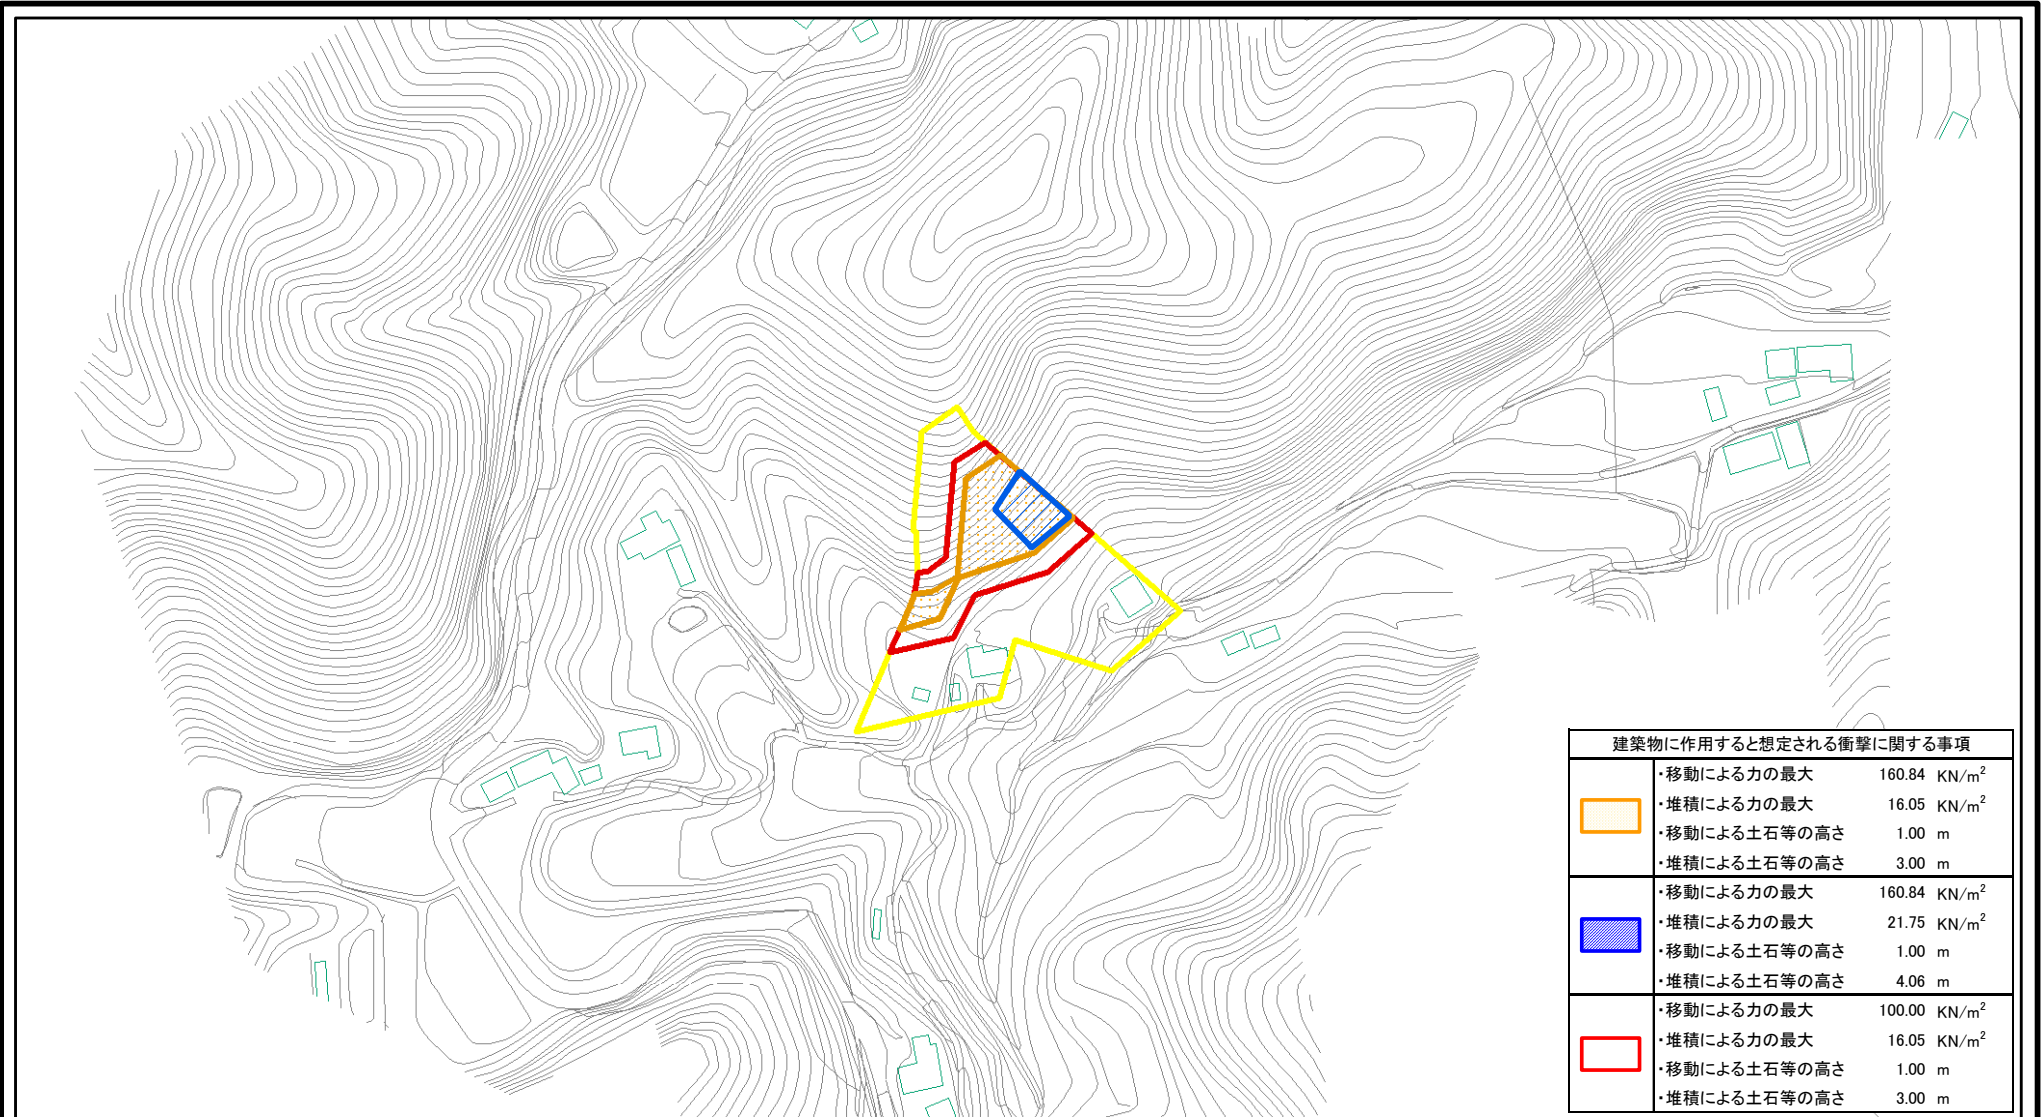 建築物に作用すると想定される衝撃に関する事項
・移動による力の最大 160.84 KN/m²
・堆積による力の最大 16.05 KN/m²
・移動による土石等の高さ 1.00 m
・堆積による土石等の高さ 3.00 m
・移動による力の最大 160.84 KN/m²
・堆積による力の最大 21.75 KN/m²
・移動による土石等の高さ 1.00 m
・堆積による土石等の高さ 4.06 m
・移動による力の最大 100.00 KN/m²
・堆積による力の最大 16.05 KN/m²
・移動による土石等の高さ 1.00 m
・堆積による土石等の高さ 3.00 m